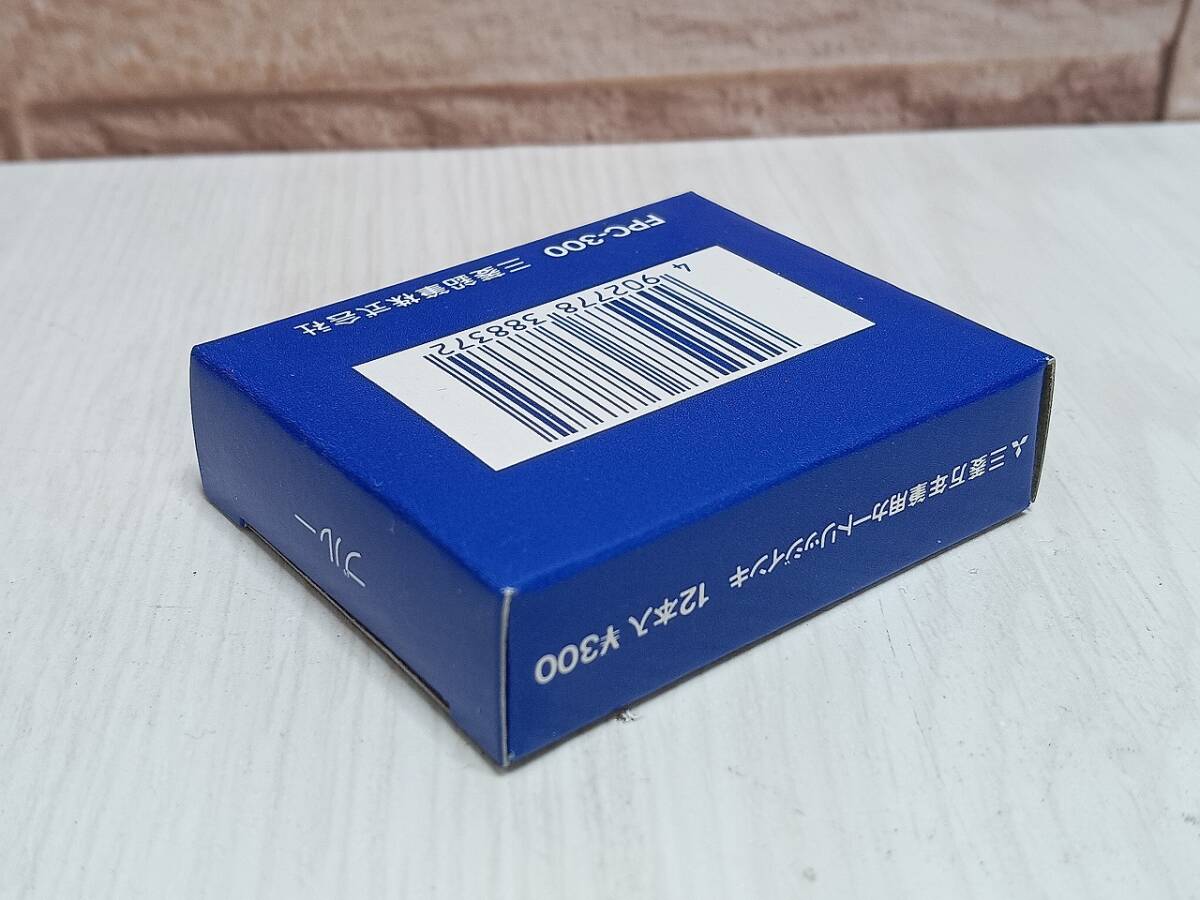 FPC-300 三菱鉛筆株式会社
4 902778 388372
三菱万年筆用カートリッジインキ 12本入 ¥300
ブルー